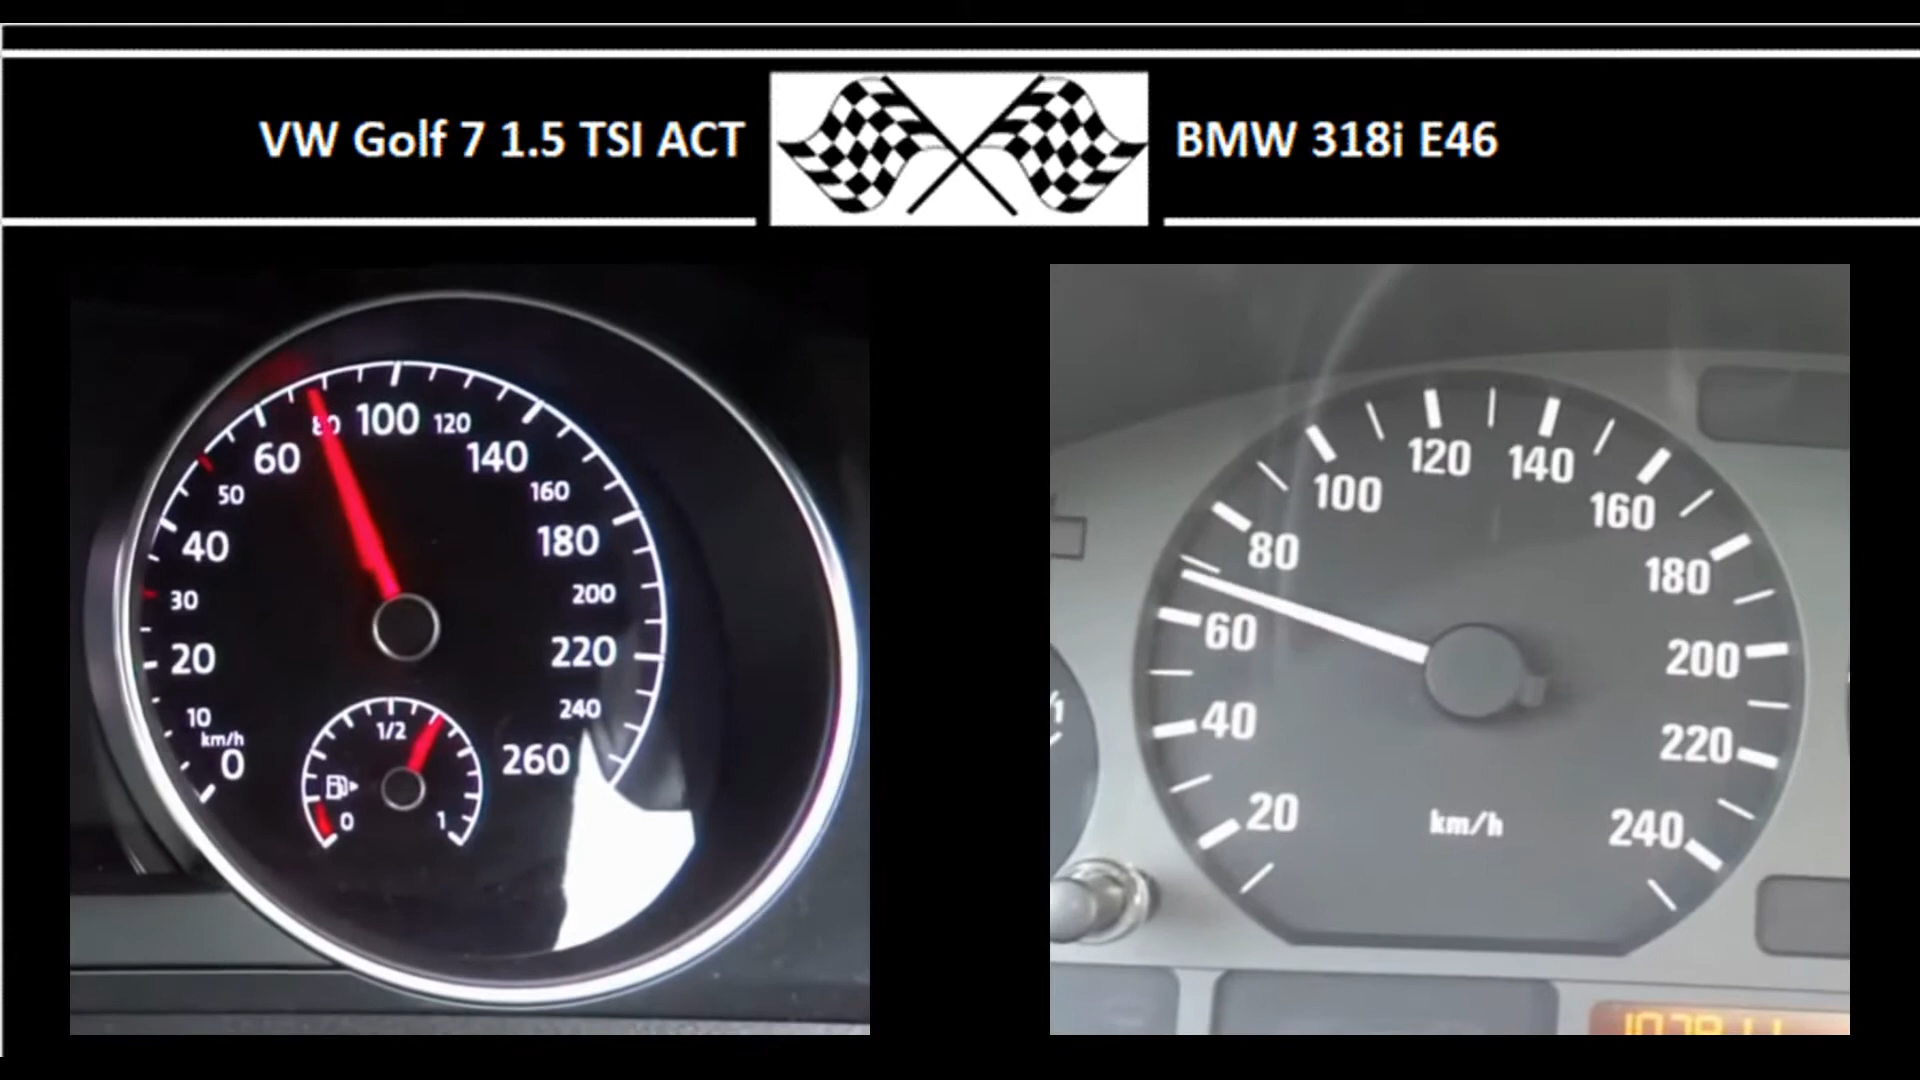 VW Golf 7 1.5 TSI ACT
BMW 318i E46
80 100 120
60 140
50 160
40 180
30 200
20 220
10 240
km/h
0 260
1/2
0 1
120 140
100 160
80 180
60 200
40 220
20 km/h 240